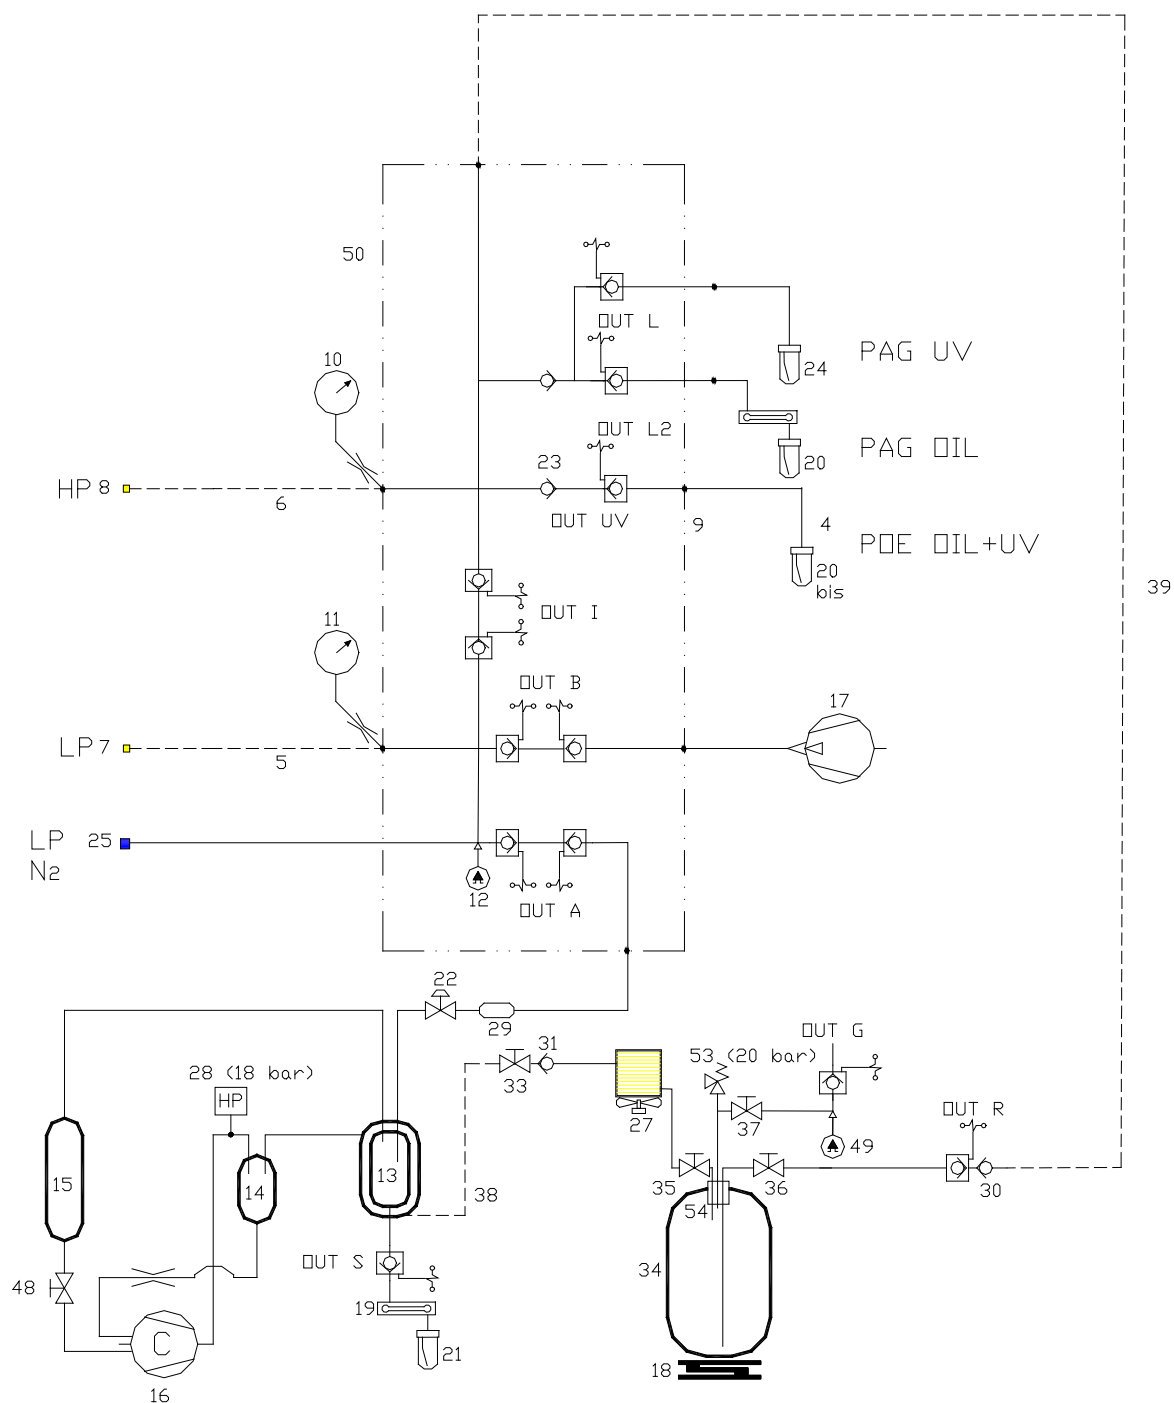 50
OUT L
10
24
PAG UV
OUT L2
23
20
PAG OIL
HP 8
6
OUT UV
9
4
POE OIL+UV
20
bis
39
11
OUT I
OUT B
17
LP 7
5
LP
N2
25
12
OUT A
22
29
OUT G
31
53 (20 bar)
33
28 (18 bar)
HP
27
37
49
OUT R
15
14
13
38
35
54
36
30
OUT S
48
34
19
C
21
18
16